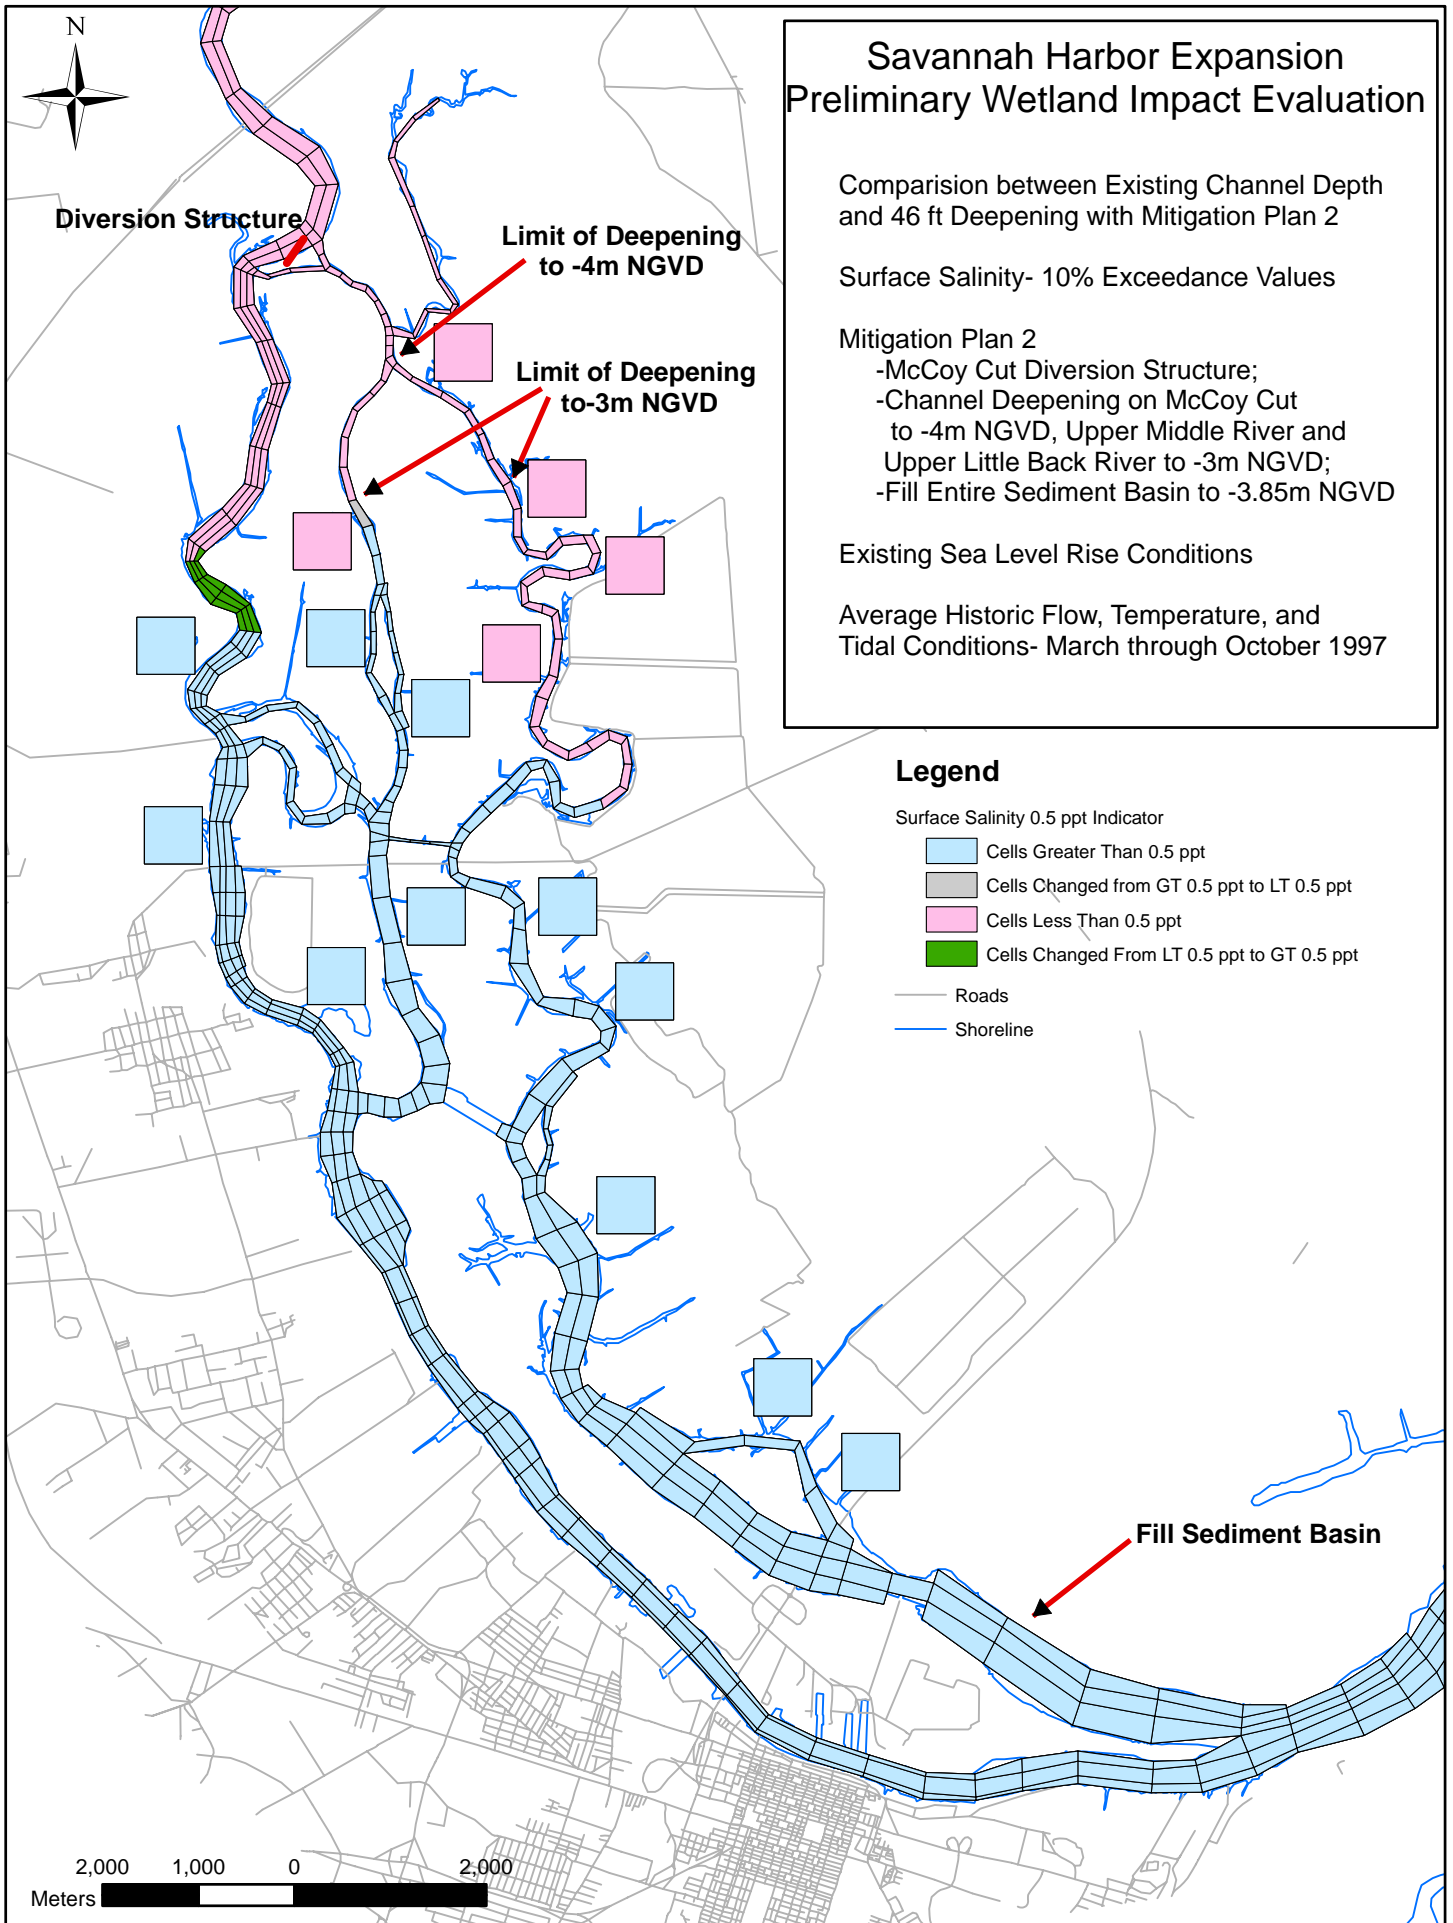 N
Savannah Harbor Expansion
Preliminary Wetland Impact Evaluation
Comparision between Existing Channel Depth
and 46 ft Deepening with Mitigation Plan 2
Surface Salinity- 10% Exceedance Values
Mitigation Plan 2
-McCoy Cut Diversion Structure;
-Channel Deepening on McCoy Cut
to -4m NGVD, Upper Middle River and
Upper Little Back River to -3m NGVD;
-Fill Entire Sediment Basin to -3.85m NGVD
Existing Sea Level Rise Conditions
Average Historic Flow, Temperature, and
Tidal Conditions- March through October 1997
Diversion Structure
Limit of Deepening
to -4m NGVD
Limit of Deepening
to-3m NGVD
Legend
Surface Salinity 0.5 ppt Indicator
Cells Greater Than 0.5 ppt
Cells Changed from GT 0.5 ppt to LT 0.5 ppt
Cells Less Than 0.5 ppt
Cells Changed From LT 0.5 ppt to GT 0.5 ppt
Roads
Shoreline
Fill Sediment Basin
2,000 1,000 0 2,000
Meters